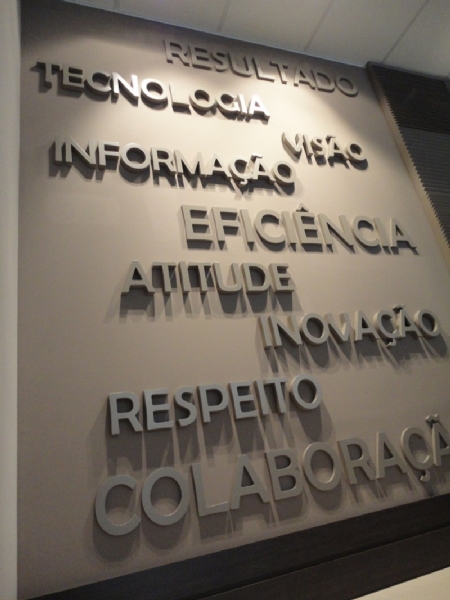 RESULTADO
TECNOLOGIA
VISÃO
INFORMAÇÃO
EFICIÊNCIA
ATITUDE
INOVAÇÃO
RESPEITO
COLABORAÇÃ